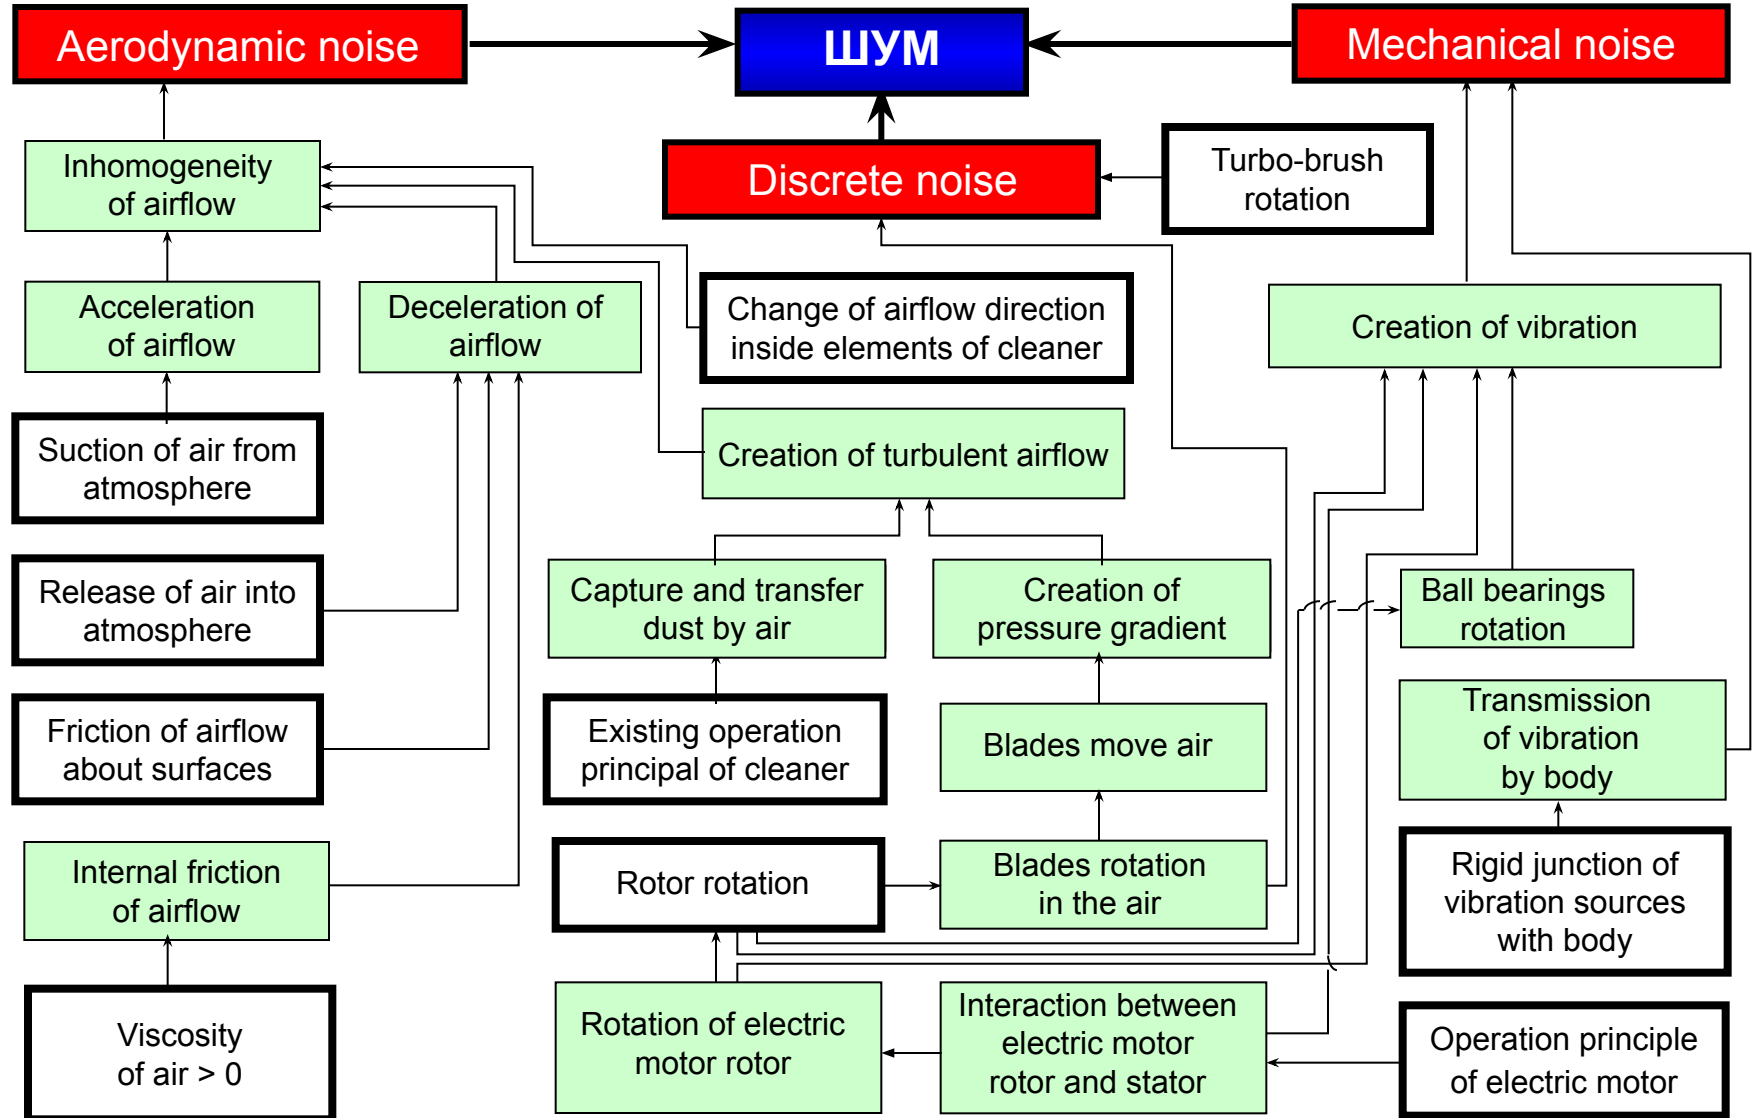 Aerodynamic noise
ШУМ
Mechanical noise
Inhomogeneity
of airflow
Discrete noise
Turbo-brush
rotation
Acceleration
of airflow
Deceleration of
airflow
Change of airflow direction
inside elements of cleaner
Creation of vibration
Suction of air from
atmosphere
Creation of turbulent airflow
Release of air into
atmosphere
Capture and transfer
dust by air
Creation of
pressure gradient
Ball bearings
rotation
Friction of airflow
about surfaces
Existing operation
principal of cleaner
Blades move air
Transmission
of vibration
by body
Internal friction
of airflow
Rotor rotation
Blades rotation
in the air
Rigid junction of
vibration sources
with body
Viscosity
of air > 0
Rotation of electric
motor rotor
Interaction between
electric motor
rotor and stator
Operation principle
of electric motor